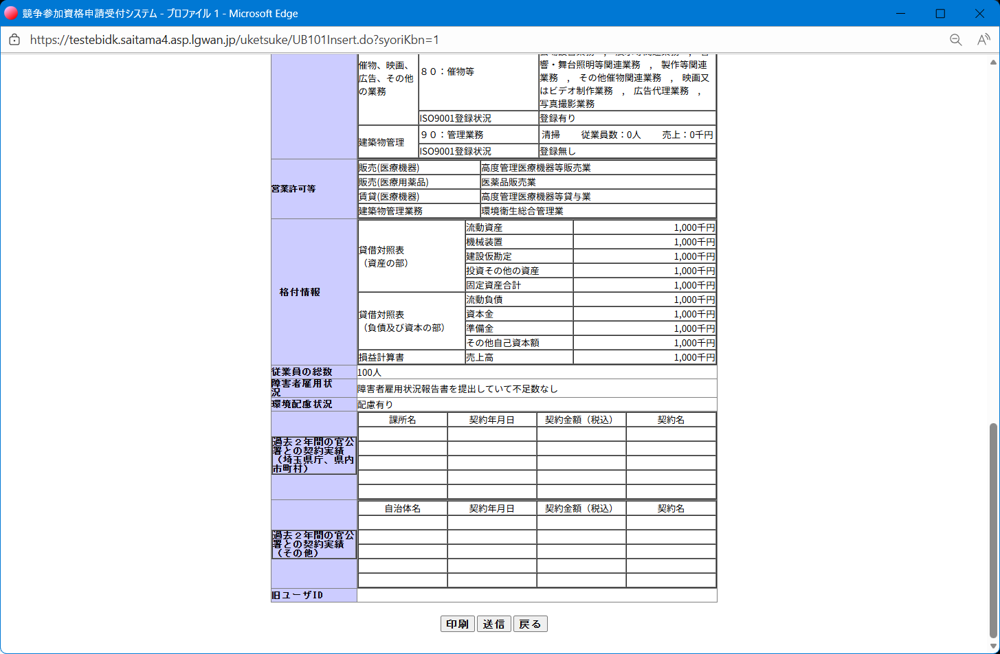 競争参加資格申請受付システム - プロファイル 1 - Microsoft Edge
https://testebidk.saitama4.asp.lgwan.jp/uketsuke/UB101Insert.do?syoriKbn=1
催物、映画、
広告、その他
の業務
８０：催物等
響・舞台照明等関連業務　，　製作等関連
業務　，　その他催物関連業務　，　映画又
はビデオ制作業務　，　広告代理業務　，
写真撮影業務
ISO9001登録状況 登録有り
建築物管理
９０：管理業務 清掃 従業員数：0人 売上：0千円
ISO9001登録状況 登録無し
営業許可等
販売(医療機器) 高度管理医療機器等販売業
販売(医療用薬品) 医薬品販売業
賃貸(医療機器) 高度管理医療機器等貸与業
建築物管理業務 環境衛生総合管理業
格付情報
貸借対照表
（資産の部）
流動資産 1,000千円
機械装置 1,000千円
建設仮勘定 1,000千円
投資その他の資産 1,000千円
固定資産合計 1,000千円
貸借対照表
（負債及び資本の部）
流動負債 1,000千円
資本金 1,000千円
準備金 1,000千円
その他自己資本額 1,000千円
損益計算書 売上高 1,000千円
従業員の総数 100人
障害者雇用状
況
障害者雇用状況報告書を提出していて不足数なし
環境配慮状況 配慮有り
過去２年間の官公
署との契約実績
（埼玉県庁、県内
市町村）
課所名 契約年月日 契約金額（税込） 契約名
過去２年間の官公
署との契約実績
（その他）
自治体名 契約年月日 契約金額（税込） 契約名
旧ユーザID
印刷 送信 戻る